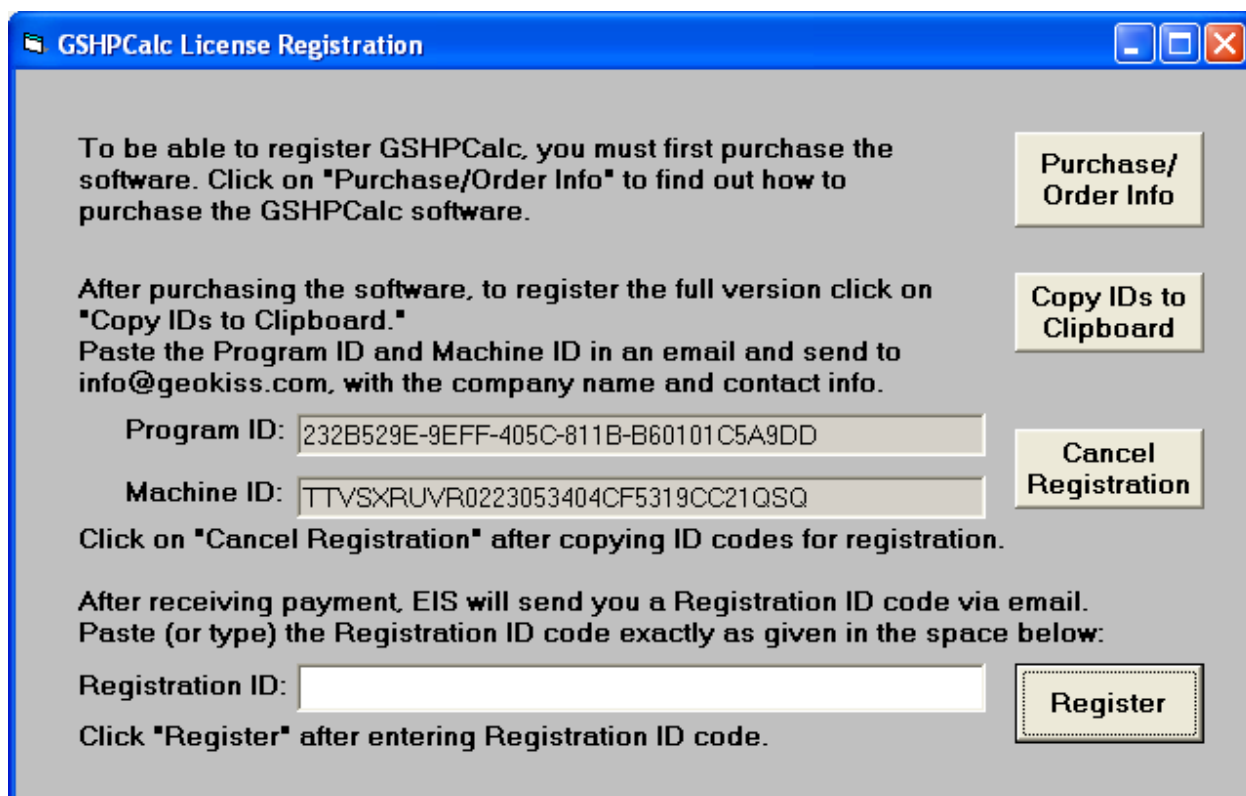 GSHPCalc License Registration
To be able to register GSHPCalc, you must first purchase the
software. Click on "Purchase/Order Info" to find out how to
purchase the GSHPCalc software.
Purchase/
Order Info
After purchasing the software, to register the full version click on
"Copy IDs to Clipboard."
Paste the Program ID and Machine ID in an email and send to
info@geokiss.com, with the company name and contact info.
Copy IDs to
Clipboard
Program ID: 232B529E-9EFF-405C-811B-B60101C5A9DD
Machine ID: TTVSXRUVR0223053404CF5319CC21QSQ
Cancel
Registration
Click on "Cancel Registration" after copying ID codes for registration.
After receiving payment, EIS will send you a Registration ID code via email.
Paste (or type) the Registration ID code exactly as given in the space below:
Registration ID:
Register
Click "Register" after entering Registration ID code.